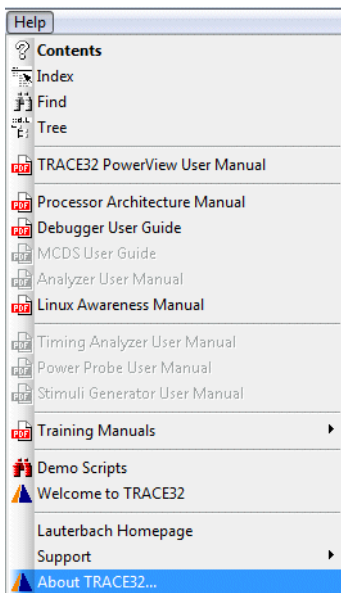 Help
Contents
Index
Find
Tree
TRACE32 PowerView User Manual
Processor Architecture Manual
Debugger User Guide
MCDS User Guide
Analyzer User Manual
Linux Awareness Manual
Timing Analyzer User Manual
Power Probe User Manual
Stimuli Generator User Manual
Training Manuals
Demo Scripts
Welcome to TRACE32
Lauterbach Homepage
Support
About TRACE32...